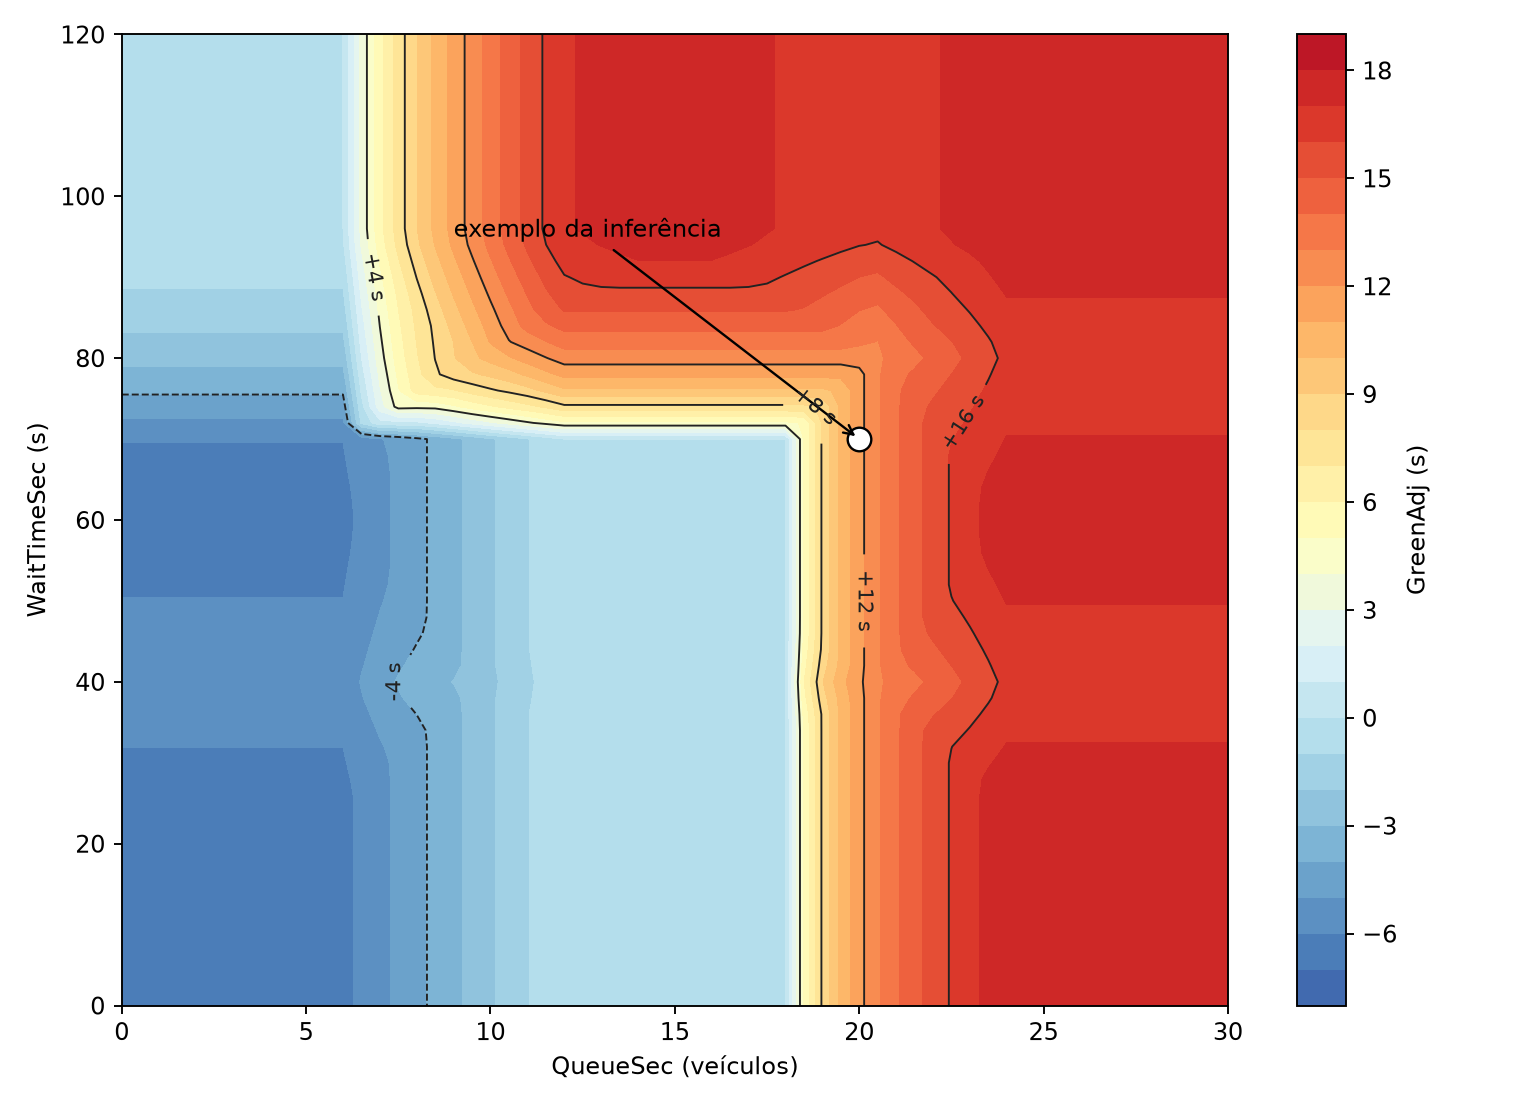 120
100
80
60
40
20
0
WaitTimeSec (s)
0 5 10 15 20 25 30
QueueSec (veículos)
exemplo da inferência
+4 s
+8 s
+16 s
+12 s
-4 s
18
15
12
9
6
3
0
−3
−6
GreenAdj (s)